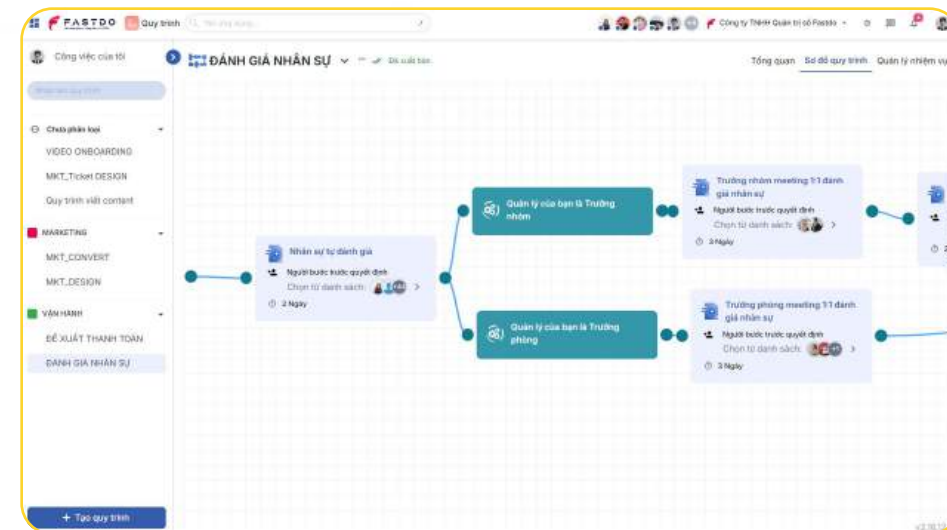 FASTDO Quy trình
Công ty TNHH Quản trị số Fastdo
Công việc của tôi
ĐÁNH GIÁ NHÂN SỰ Đã xuất bản
Tổng quan Sơ đồ quy trình Quản lý nhiệm vụ
Chưa phân loại
VIDEO ONBOARDING
MKT_Ticket DESIGN
Quy trình viết content
MARKETING
MKT_CONVERT
MKT_DESIGN
VẬN HÀNH
ĐỀ XUẤT THANH TOÁN
ĐÁNH GIÁ NHÂN SỰ
+ Tạo quy trình
Nhân sự tự đánh giá
Người bước trước quyết định
Chọn từ danh sách:
2 Ngày
Quản lý của bạn là Trưởng
nhóm
Quản lý của bạn là Trưởng
phòng
Trưởng nhóm meeting 1:1 đánh
giá nhân sự
Người bước trước quyết định
Chọn từ danh sách:
3 Ngày
Trưởng phòng meeting 1:1 đánh
giá nhân sự
Người bước trước quyết định
Chọn từ danh sách:
3 Ngày